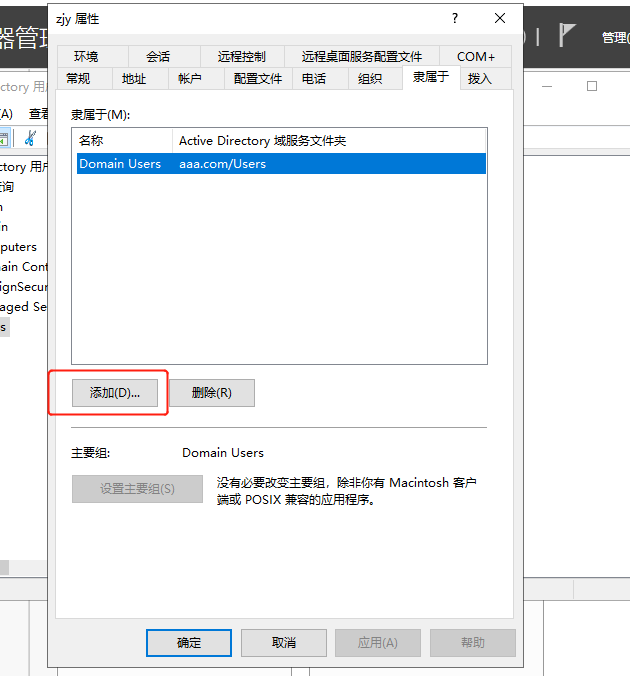 zjy 属性
?
器管理
管理(
ctory 用户
(A) 查看
ctory 用户
查询
n
in
puters
ain Cont
ignSecur
aged Se
s
环境 会话 远程控制 远程桌面服务配置文件 COM+
常规 地址 帐户 配置文件 电话 组织 隶属于 拨入
隶属于(M):
名称 Active Directory 域服务文件夹
Domain Users aaa.com/Users
添加(D)... 删除(R)
主要组: Domain Users
设置主要组(S) 没有必要改变主要组，除非你有 Macintosh 客户
端或 POSIX 兼容的应用程序。
确定 取消 应用(A) 帮助